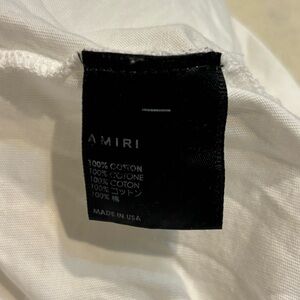 AMIRI
100% COTTON
100% COTONE
100% COTON
100% コットン
100% 棉
MADE IN USA